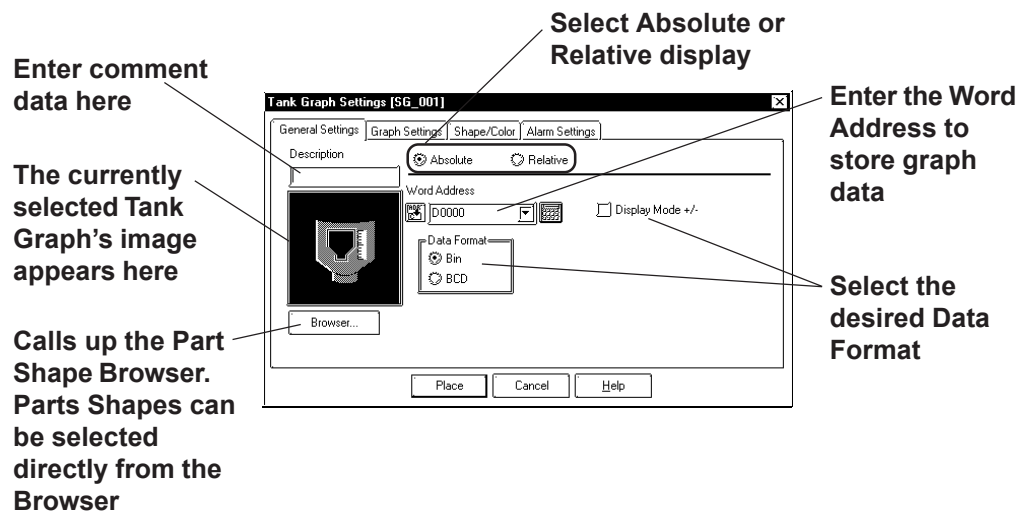 Select Absolute or
Relative display
Enter comment
data here
Tank Graph Settings [SG_001]
General Settings
Graph Settings
Shape/Color
Alarm Settings
Description
Absolute
Relative
Enter the Word
Address to
store graph
data
The currently
selected Tank
Graph's image
appears here
Word Address
D0000
Display Mode +/-
Data Format
Bin
BCD
Select the
desired Data
Format
Browser...
Calls up the Part
Shape Browser.
Parts Shapes can
be selected
directly from the
Browser
Place
Cancel
Help